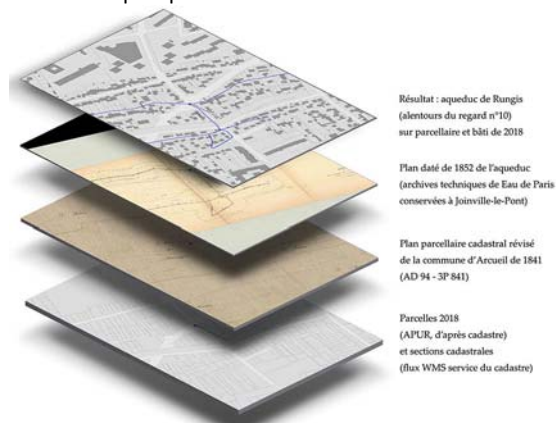 Résultat : aqueduc de Rungis
(alentours du regard n°10)
sur parcellaire et bâti de 2018
Plan daté de 1852 de l'aqueduc
(archives techniques de Eau de Paris
conservées à Joinville-le-Pont)
Plan parcellaire cadastral révisé
de la commune d'Arcueil de 1841
(AD 94 - 3P 841)
Parcelles 2018
(APUR, d'après cadastre)
et sections cadastrales
(flux WMS service du cadastre)